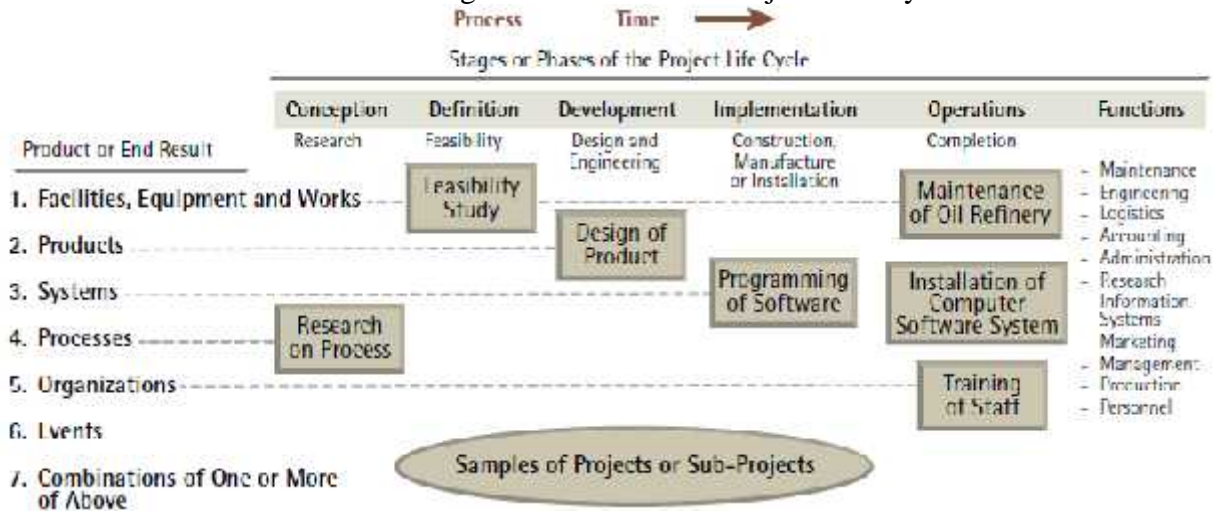 Process Time
Stages or Phases of the Project Life Cycle
Conception Definition Development Implementation Operations Functions
Product or End Result
Research Feasibility Design and Engineering Construction, Manufacture or Installation Completion
1. Facilities, Equipment and Works
Feasibility
Study
Maintenance
of Oil Refinery
2. Products
Design of
Product
3. Systems
Programming
of Software
Installation of
Computer
Software System
4. Processes
Research
on Process
5. Organizations
Training
of Staff
6. Events
7. Combinations of One or More
of Above
Samples of Projects or Sub-Projects
- Maintenance
- Engineering
- Logistics
- Accounting
- Administration
- Research
Information
Systems
Marketing
- Management
- Production
- Personnel